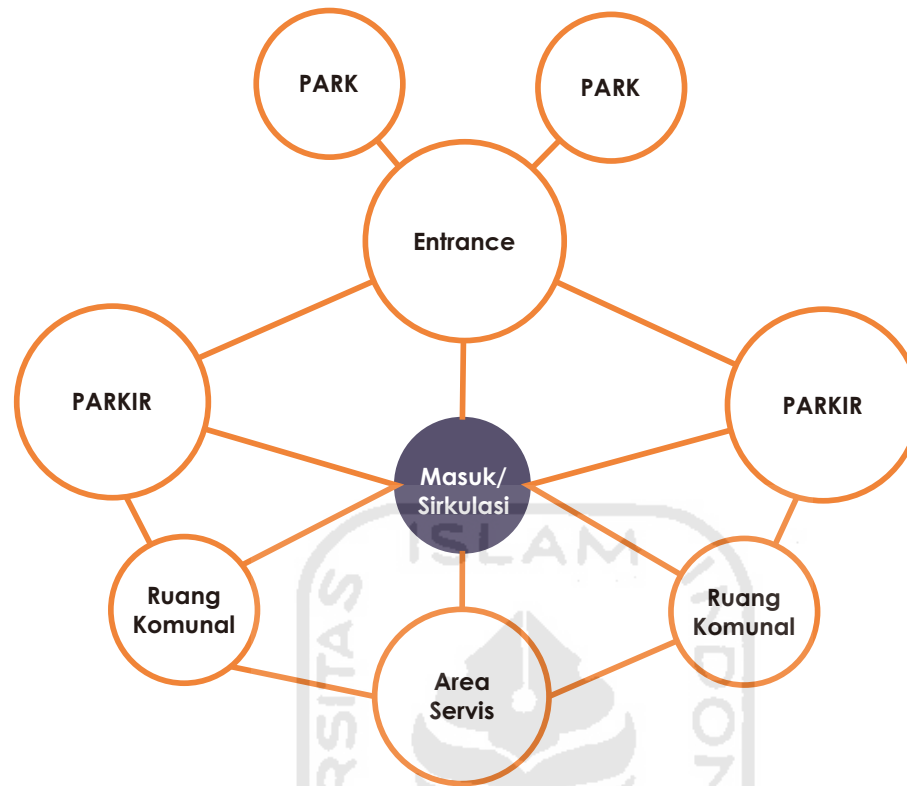 PARK
PARK
Entrance
PARKIR
PARKIR
Masuk/
Sirkulasi
ISLAM
Ruang
Komunal
Ruang
Komunal
Area
Servis